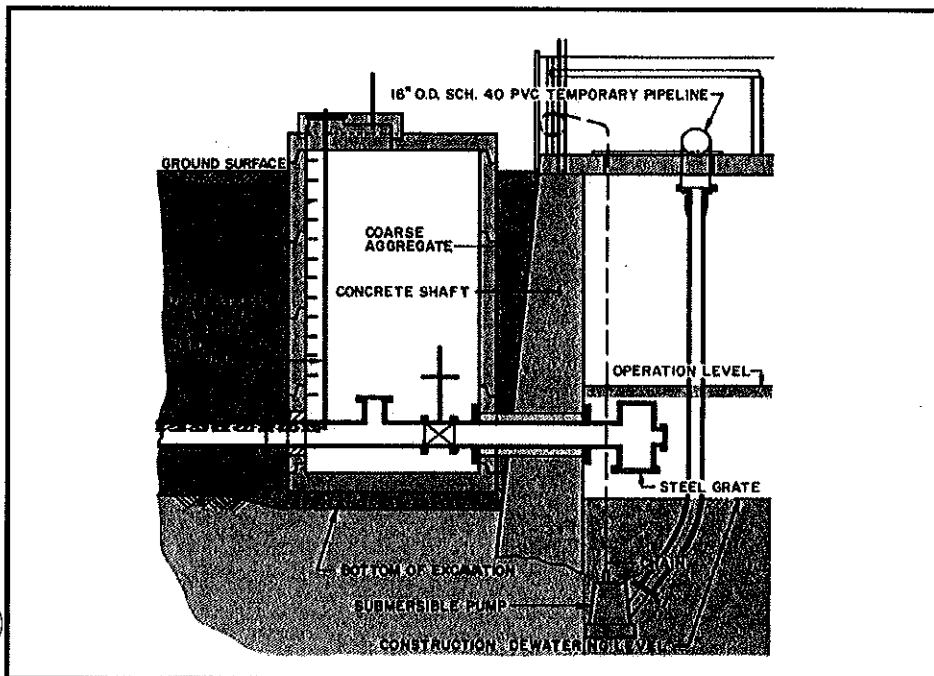 16" O.D. SCH. 40 PVC TEMPORARY PIPELINE
GROUND SURFACE
COARSE
AGGREGATE
CONCRETE SHAFT
OPERATION LEVEL
STEEL GRATE
CHAIN
BOTTOM OF EXCAVATION
SUBMERSIBLE PUMP
CONSTRUCTION DEWATERING LEVEL